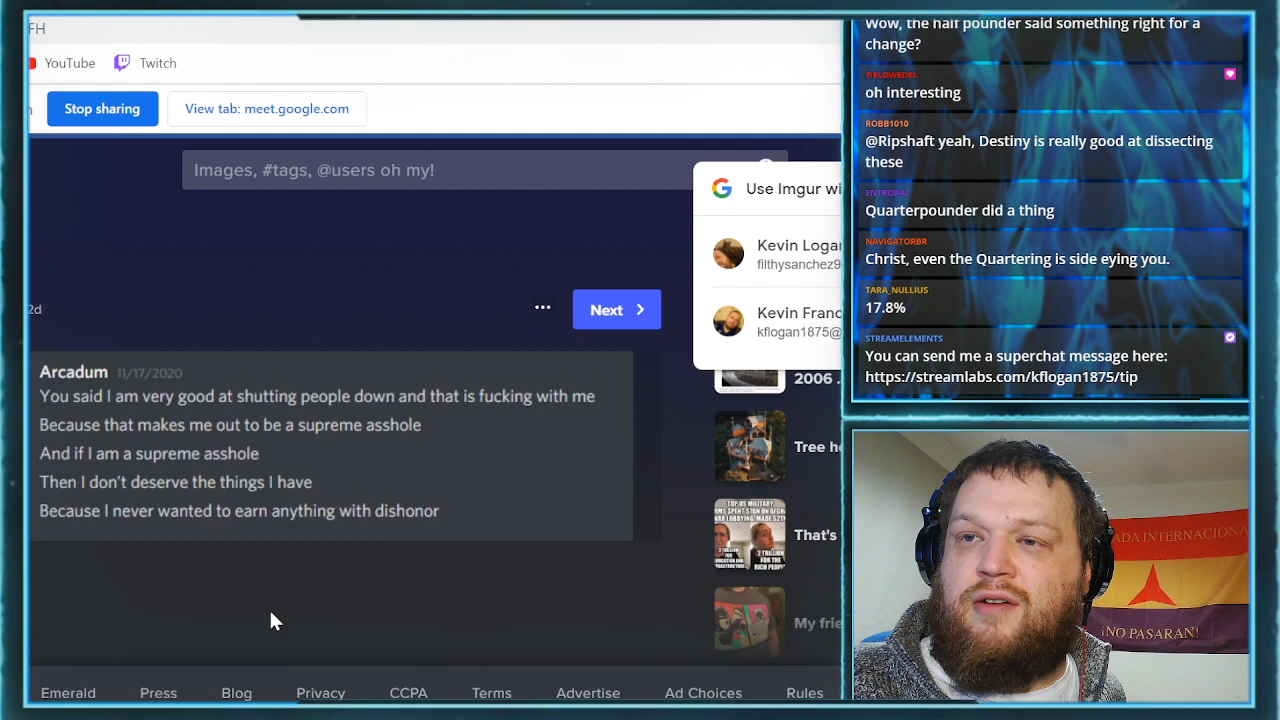 FH
YouTube
Twitch
Stop sharing
View tab: meet.google.com
Images, #tags, @users oh my!
Use Imgur wi
Kevin Logan
filthysanchez9
Kevin Franc
kflogan1875@
2d
Next
Arcadum 11/17/2020
You said I am very good at shutting people down and that is fucking with me
Because that makes me out to be a supreme asshole
And if I am a supreme asshole
Then I don't deserve the things I have
Because I never wanted to earn anything with dishonor
2006 .
Tree ho
That's
My frie
Emerald Press Blog Privacy CCPA Terms Advertise Ad Choices Rules
Wow, the half pounder said something right for a
change?
FIELDWEDEL
oh interesting
ROBB1010
@Ripshaft yeah, Destiny is really good at dissecting
these
ENTROPAI
Quarterpounder did a thing
NAVIGATORBR
Christ, even the Quartering is side eying you.
TARA_NULLIUS
17.8%
STREAMELEMENTS
You can send me a superchat message here:
https://streamlabs.com/kflogan1875/tip
ADA INTERNACIONA
¡NO PASARAN!